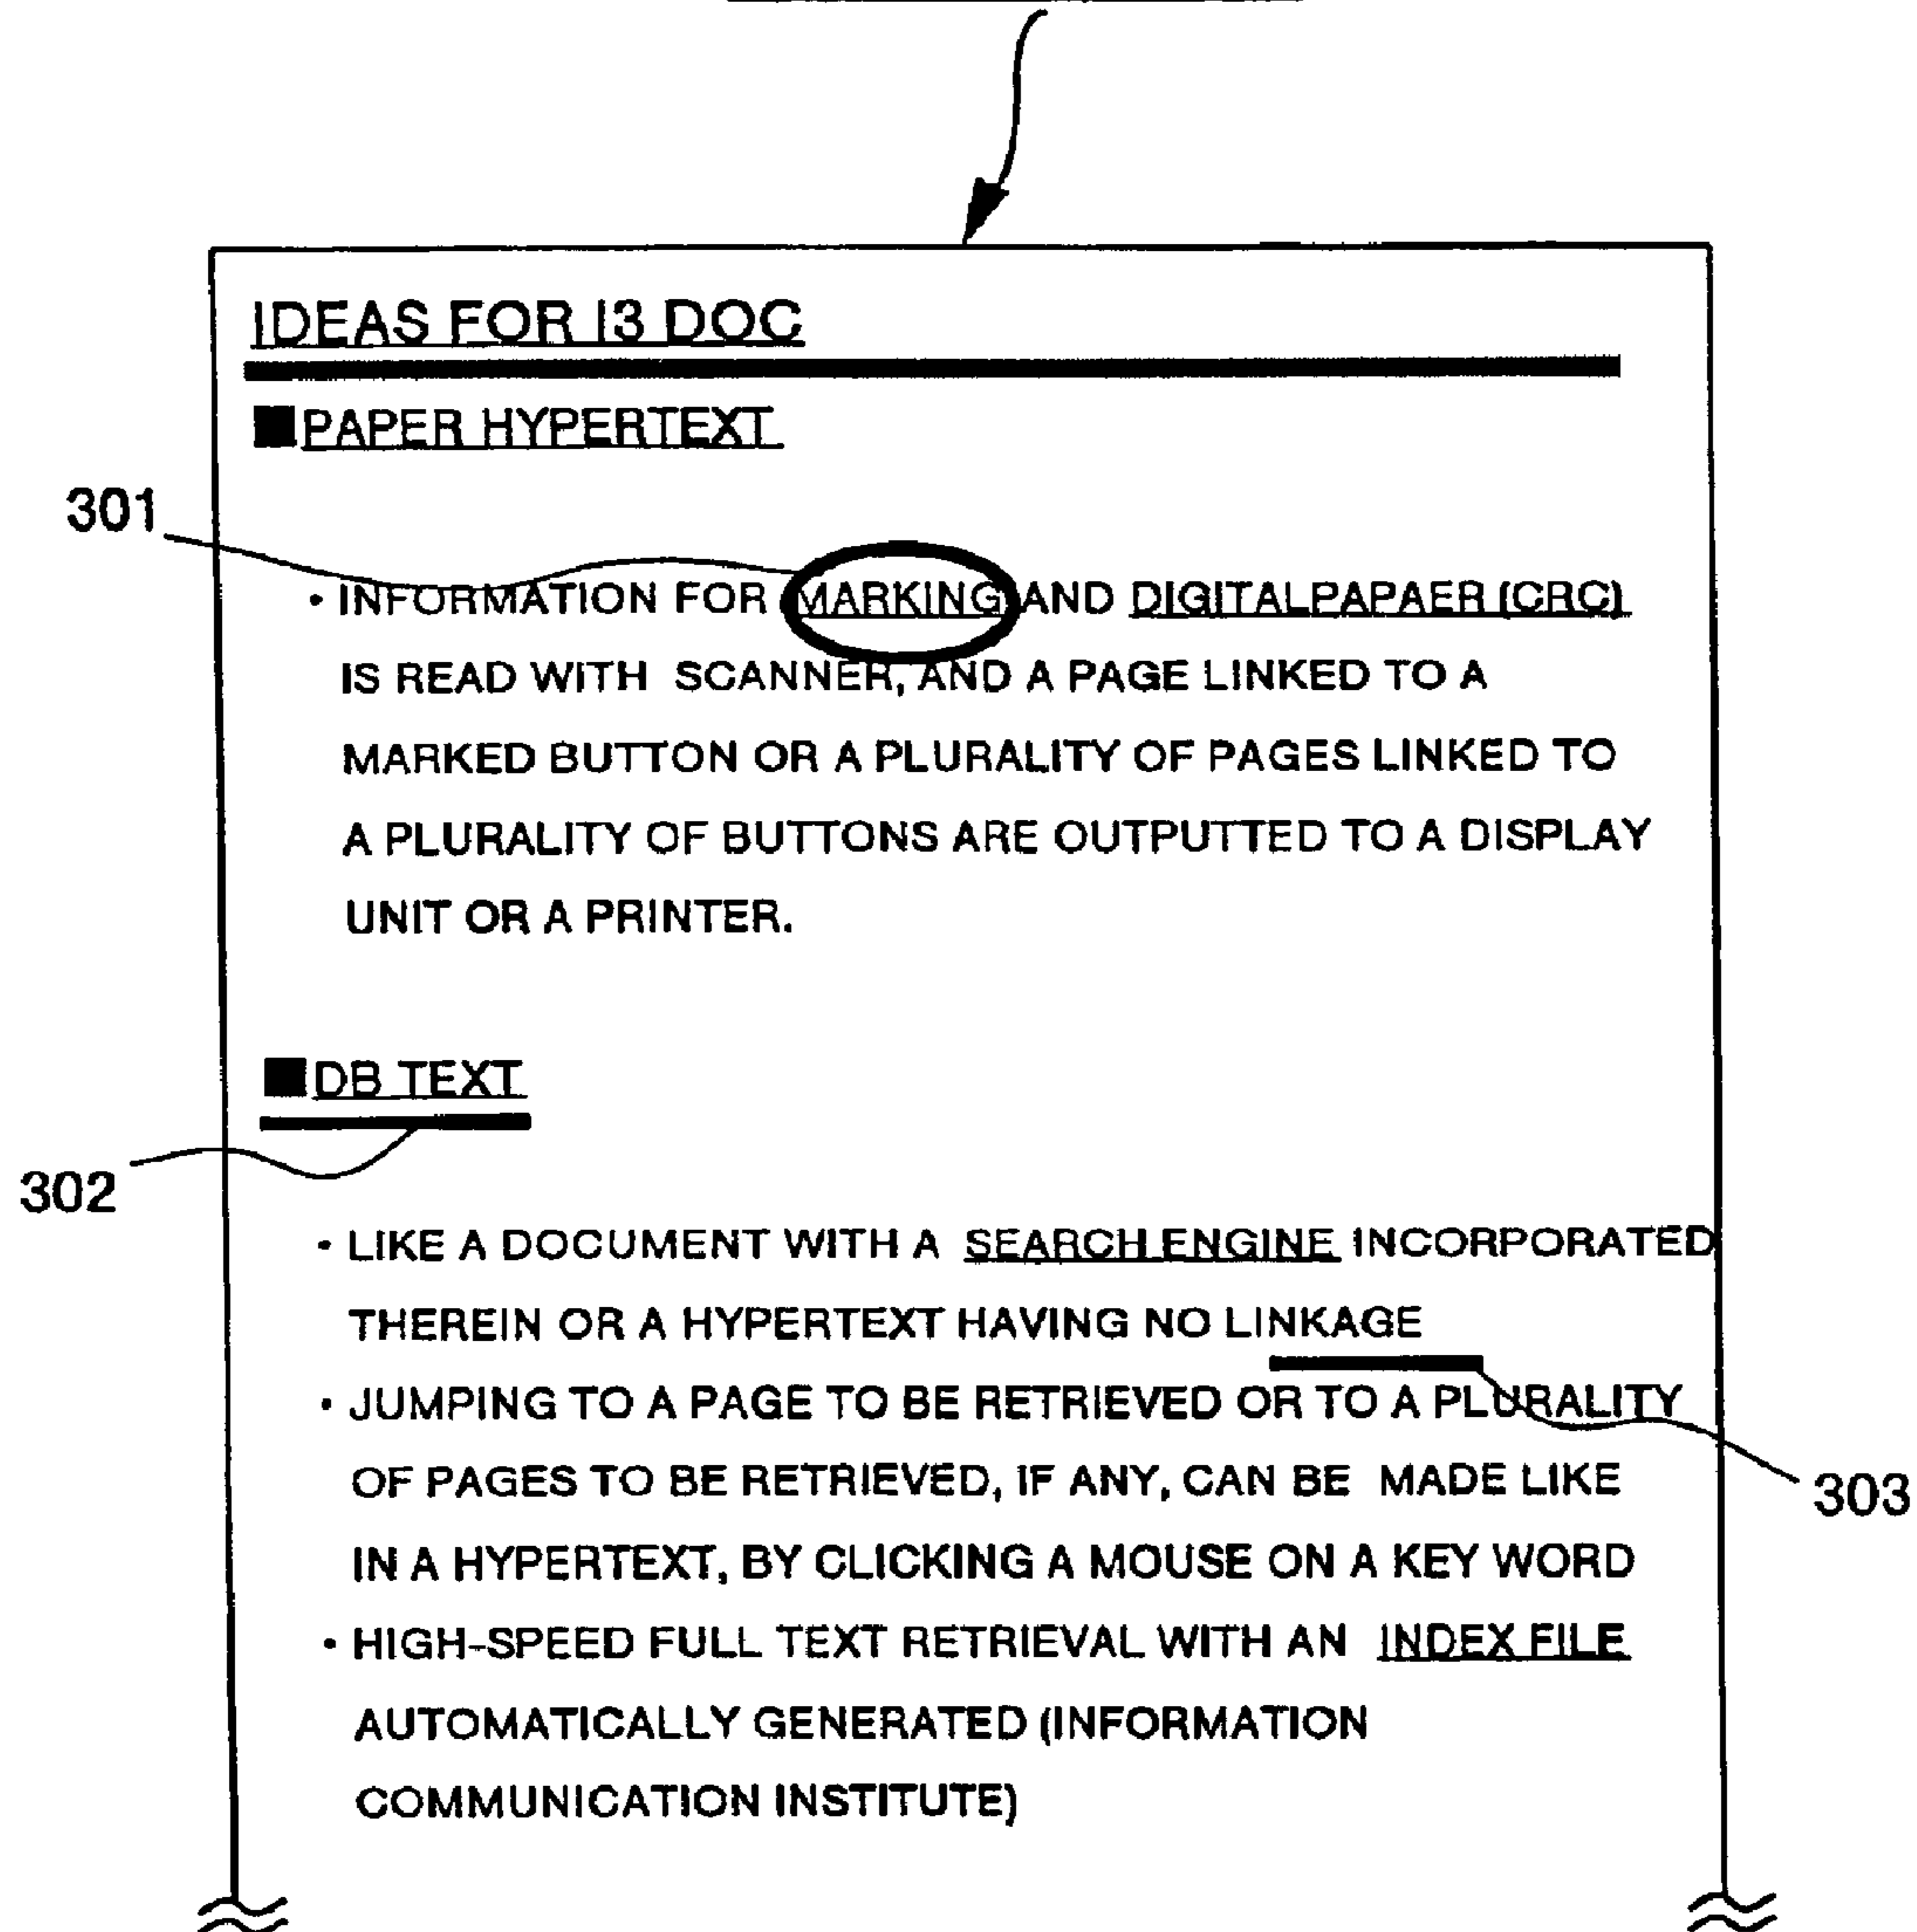 IDEAS FOR I3 DOC
■PAPER HYPERTEXT
301
• INFORMATION FOR MARKING AND DIGITALPAPAER (CRC)
IS READ WITH SCANNER, AND A PAGE LINKED TO A
MARKED BUTTON OR A PLURALITY OF PAGES LINKED TO
A PLURALITY OF BUTTONS ARE OUTPUTTED TO A DISPLAY
UNIT OR A PRINTER.
■DB TEXT
302
• LIKE A DOCUMENT WITH A SEARCH ENGINE INCORPORATED
THEREIN OR A HYPERTEXT HAVING NO LINKAGE
• JUMPING TO A PAGE TO BE RETRIEVED OR TO A PLURALITY
OF PAGES TO BE RETRIEVED, IF ANY, CAN BE MADE LIKE
303
IN A HYPERTEXT, BY CLICKING A MOUSE ON A KEY WORD
• HIGH-SPEED FULL TEXT RETRIEVAL WITH AN INDEX FILE
AUTOMATICALLY GENERATED (INFORMATION
COMMUNICATION INSTITUTE)